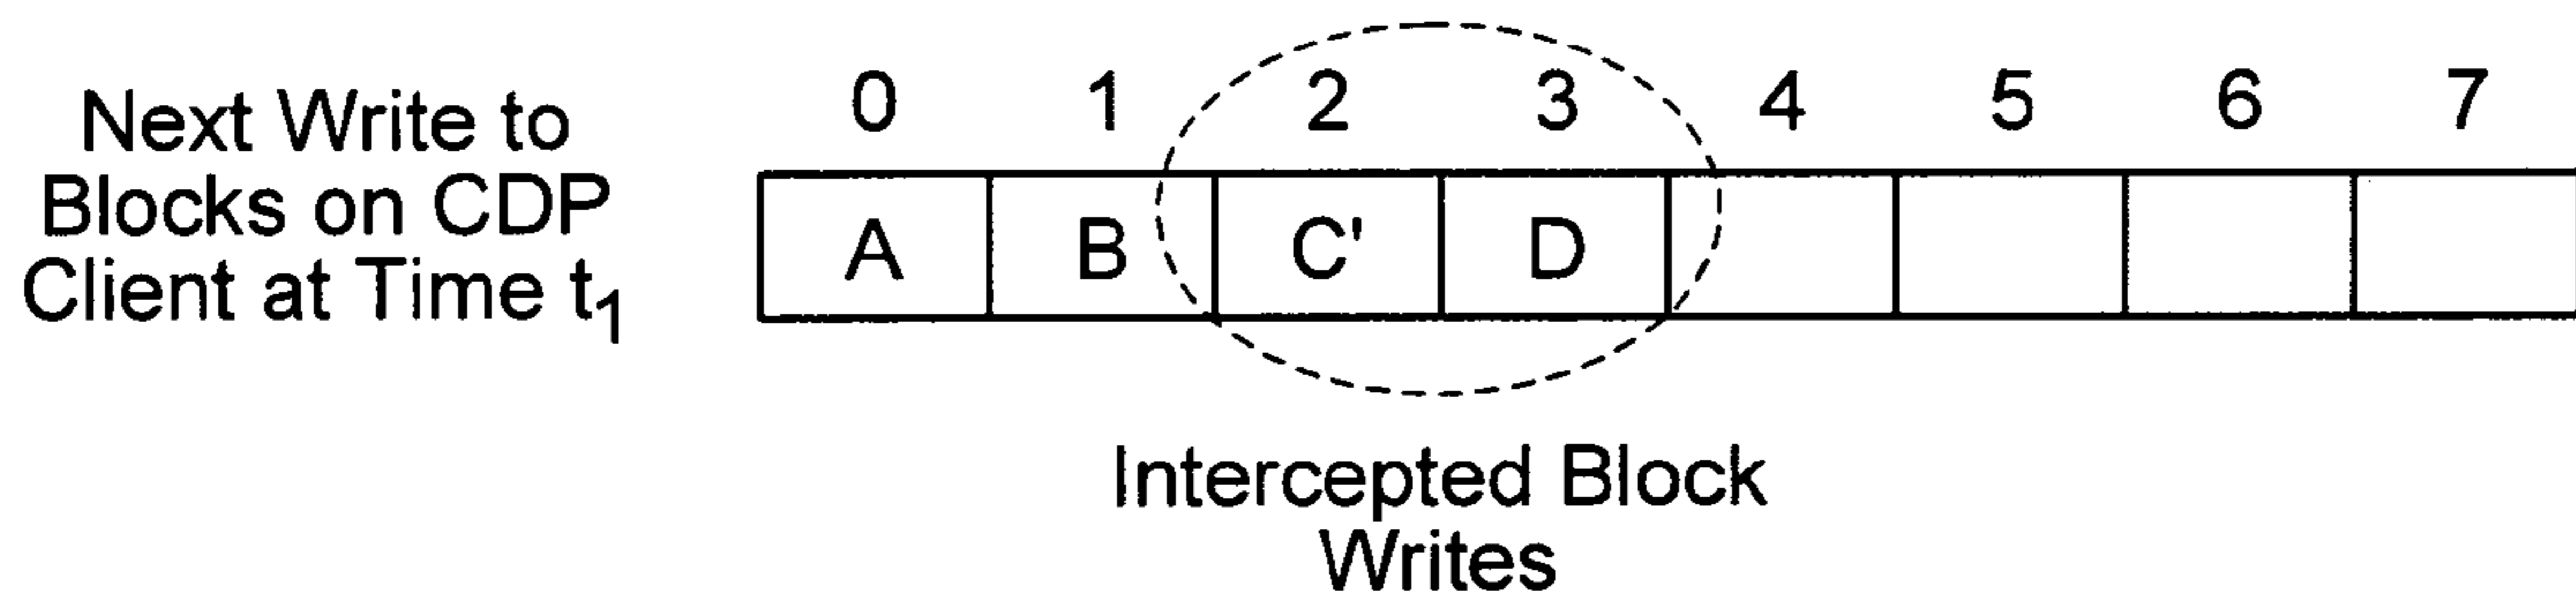 Next Write to
Blocks on CDP
Client at Time t₁
0 1 2 3 4 5 6 7
A B C' D
Intercepted Block
Writes